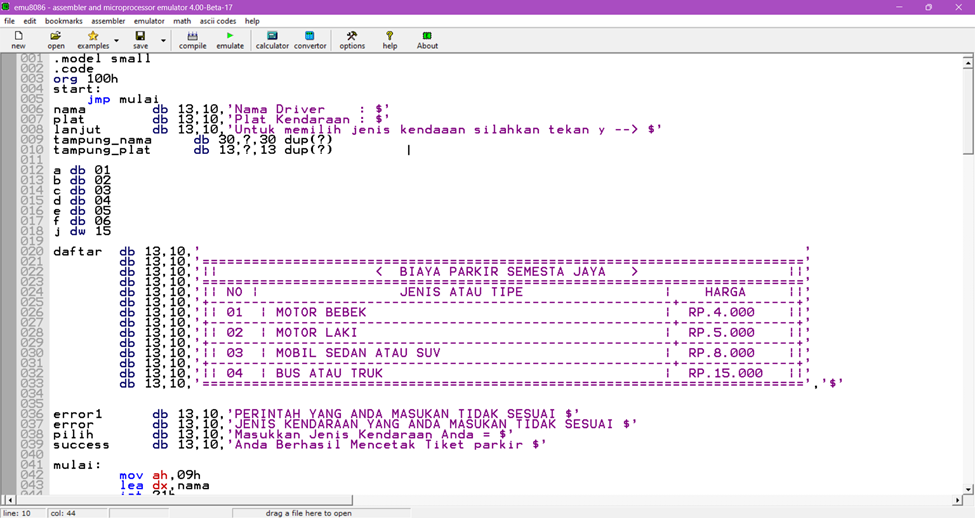 emu8086 - assembler and microprocessor emulator 4.00-Beta-17
file edit bookmarks assembler emulator math ascii codes help
new open examples save compile emulate calculator convertor options help About
001 .model small
002 .code
003 org 100h
004 start:
005 jmp mulai
006 nama db 13,10,'Nama Driver : $'
007 plat db 13,10,'Plat Kendaraan : $'
008 lanjut db 13,10,'Untuk memilih jenis kendaaan silahkan tekan y --> $'
009 tampung_nama db 30,?,30 dup(?)
010 tampung_plat db 13,?,13 dup(?)
011
012 a db 01
013 b db 02
014 c db 03
015 d db 04
016 e db 05
017 f db 06
018 j dw 15
019
020 daftar db 13,10,' '
021 db 13,10,'========================================================================='
022 db 13,10,'|| < BIAYA PARKIR SEMESTA JAYA > ||'
023 db 13,10,'========================================================================='
024 db 13,10,'|| NO | JENIS ATAU TIPE | HARGA ||'
025 db 13,10,'+---------------------------------------------------------+--------------+'
026 db 13,10,'|| 01 | MOTOR BEBEK | RP.4.000 ||'
027 db 13,10,'+---------------------------------------------------------+--------------+'
028 db 13,10,'|| 02 | MOTOR LAKI | RP.5.000 ||'
029 db 13,10,'+---------------------------------------------------------+--------------+'
030 db 13,10,'|| 03 | MOBIL SEDAN ATAU SUV | RP.8.000 ||'
031 db 13,10,'+---------------------------------------------------------+--------------+'
032 db 13,10,'|| 04 | BUS ATAU TRUK | RP.15.000 ||'
033 db 13,10,'=========================================================================','$'
034
035
036 error1 db 13,10,'PERINTAH YANG ANDA MASUKAN TIDAK SESUAI $'
037 error db 13,10,'JENIS KENDARAAN YANG ANDA MASUKAN TIDAK SESUAI $'
038 pilih db 13,10,'Masukkan Jenis Kendaraan Anda = $'
039 success db 13,10,'Anda Berhasil Mencetak Tiket parkir $'
040
041 mulai:
042 mov ah,09h
043 lea dx,nama
044 int 21h
line: 10 col: 44 drag a file here to open